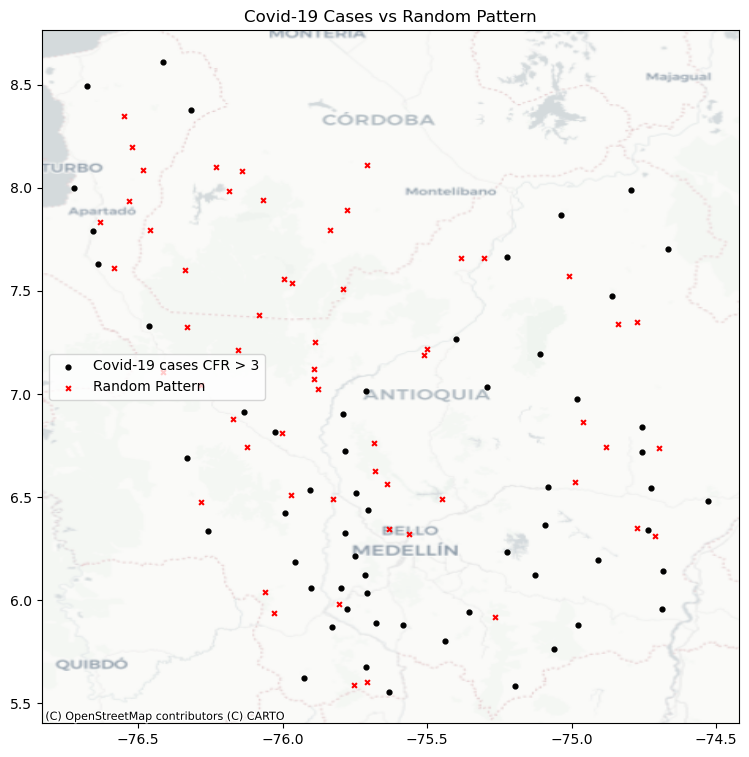 Covid-19 Cases vs Random Pattern
MONTERÍA
8.5
Majagual
CÓRDOBA
TURBO
8.0
Montelíbano
Apartadó
7.5
Covid-19 cases CFR > 3
Random Pattern
7.0
ANTIOQUIA
6.5
BELLO
MEDELLÍN
6.0
QUIBDÓ
5.5
(C) OpenStreetMap contributors (C) CARTO
−76.5 −76.0 −75.5 −75.0 −74.5